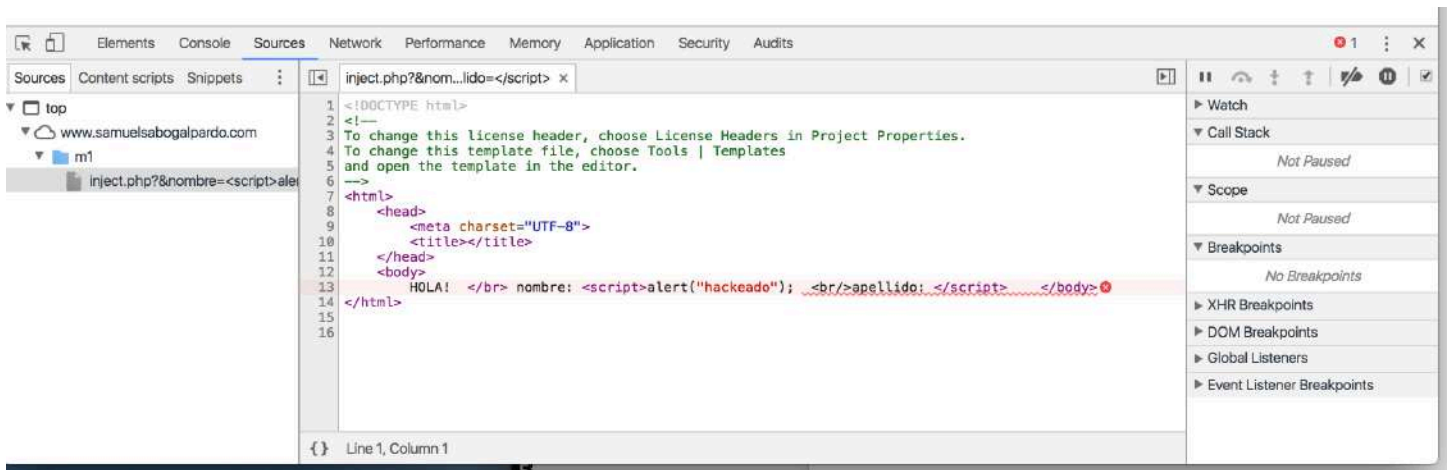 Elements Console Sources Network Performance Memory Application Security Audits 1
Sources Content scripts Snippets
inject.php?&nom...lido=</script> ×
top
www.samuelsabogalpardo.com
m1
inject.php?&nombre=<script>aler
1 <!DOCTYPE html>
2 <!--
3 To change this license header, choose License Headers in Project Properties.
4 To change this template file, choose Tools | Templates
5 and open the template in the editor.
6 -->
7 <html>
8 <head>
9 <meta charset="UTF-8">
10 <title></title>
11 </head>
12 <body>
13 HOLA! </br> nombre: <script>alert("hackeado"); <br/>apellido: </script> </body>
14 </html>
15
16
{} Line 1, Column 1
Watch
Call Stack
Not Paused
Scope
Not Paused
Breakpoints
No Breakpoints
XHR Breakpoints
DOM Breakpoints
Global Listeners
Event Listener Breakpoints